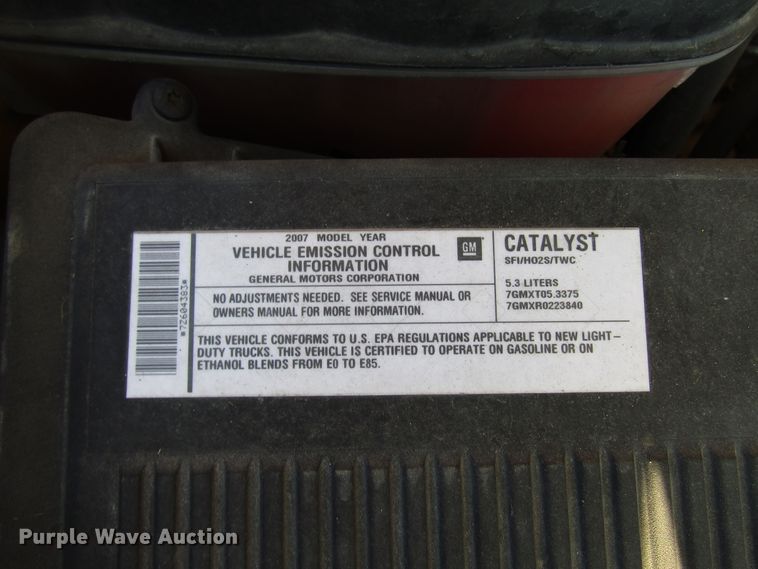 *72604383*
2007 MODEL YEAR
VEHICLE EMISSION CONTROL
INFORMATION
GENERAL MOTORS CORPORATION
GM
NO ADJUSTMENTS NEEDED. SEE SERVICE MANUAL OR
OWNERS MANUAL FOR MORE INFORMATION.
CATALYST
SFI/HO2S/TWC
5.3 LITERS
7GMXT05.3375
7GMXR0223840
THIS VEHICLE CONFORMS TO U.S. EPA REGULATIONS APPLICABLE TO NEW LIGHT-
DUTY TRUCKS. THIS VEHICLE IS CERTIFIED TO OPERATE ON GASOLINE OR ON
ETHANOL BLENDS FROM E0 TO E85.
Purple Wave Auction